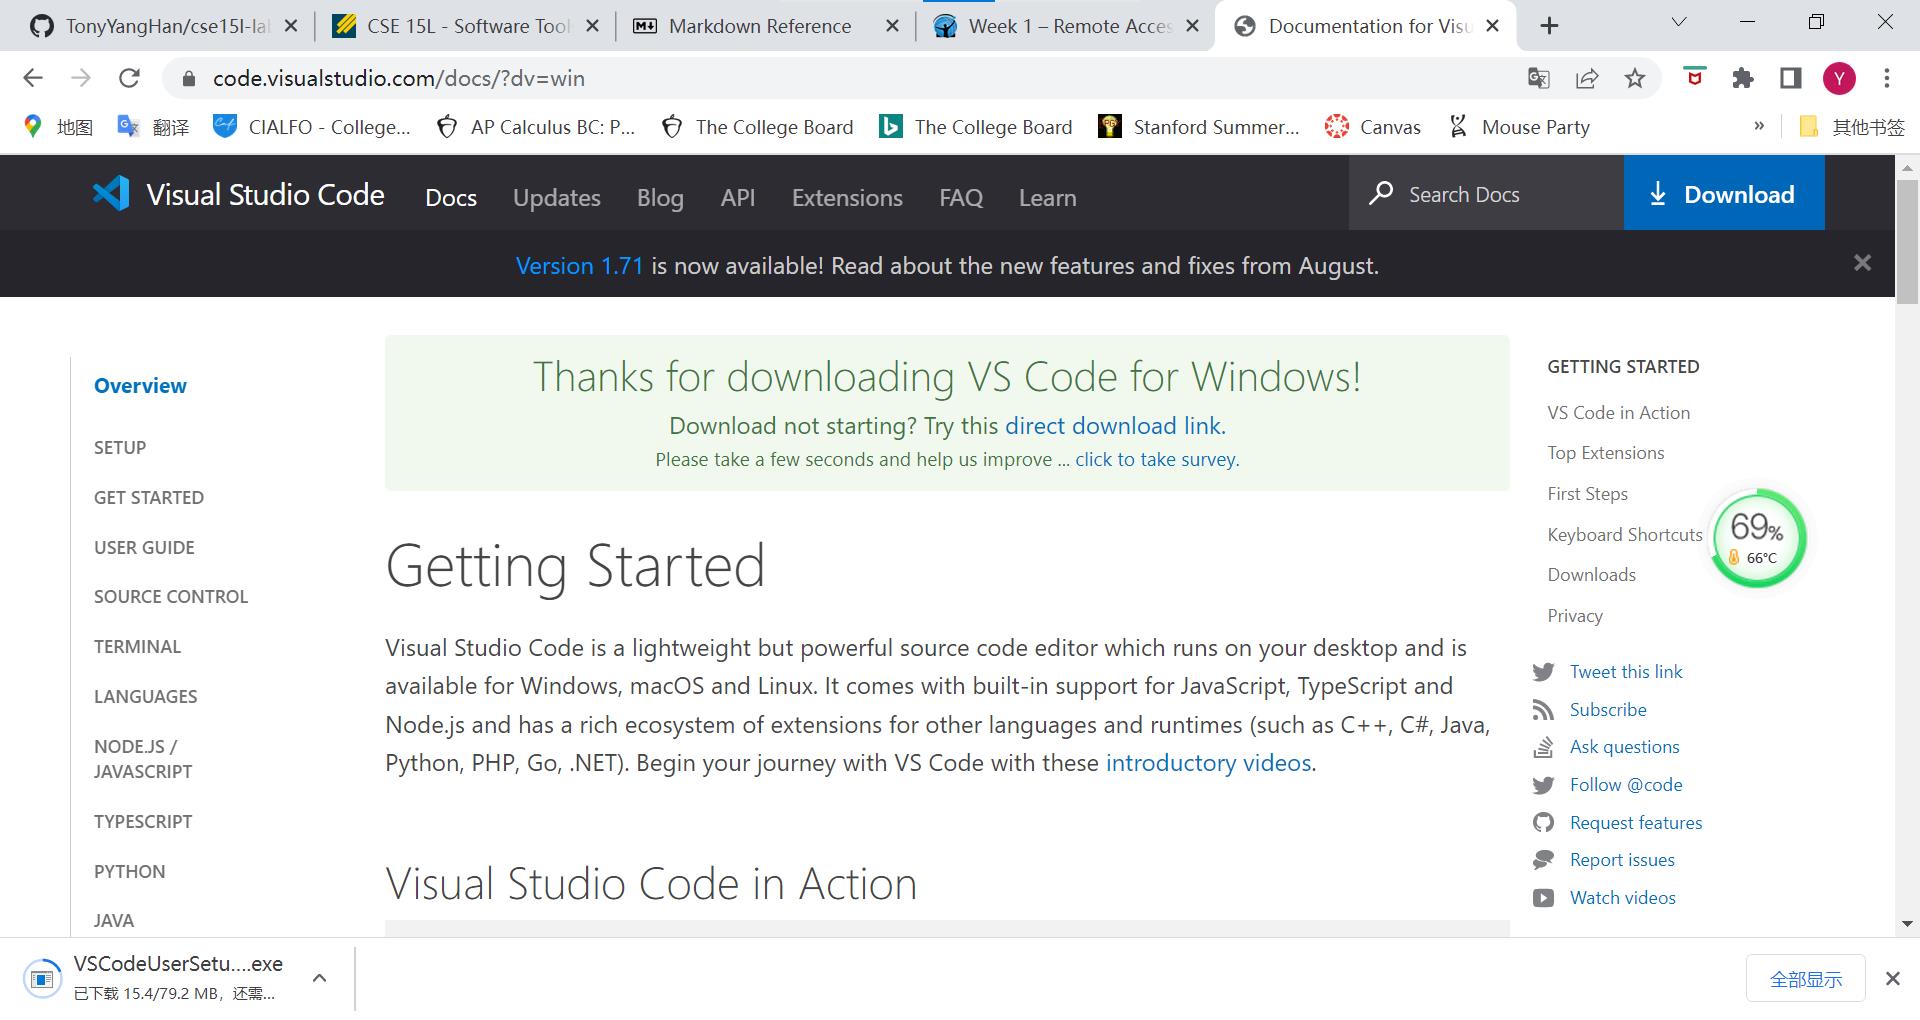 TonyYangHan/cse15l-lal
CSE 15L - Software Tool
Markdown Reference
Week 1 – Remote Acces
Documentation for Visu
code.visualstudio.com/docs/?dv=win
Y
地图
翻译
CIALFO - College...
AP Calculus BC: P...
The College Board
The College Board
Stanford Summer...
Canvas
Mouse Party
»
其他书签
Visual Studio Code
Docs
Updates
Blog
API
Extensions
FAQ
Learn
Search Docs
Download
Version 1.71 is now available! Read about the new features and fixes from August.
Overview
SETUP
GET STARTED
USER GUIDE
SOURCE CONTROL
TERMINAL
LANGUAGES
NODE.JS /
JAVASCRIPT
TYPESCRIPT
PYTHON
JAVA
Thanks for downloading VS Code for Windows!
Download not starting? Try this direct download link.
Please take a few seconds and help us improve ... click to take survey.
Getting Started
Visual Studio Code is a lightweight but powerful source code editor which runs on your desktop and is
available for Windows, macOS and Linux. It comes with built-in support for JavaScript, TypeScript and
Node.js and has a rich ecosystem of extensions for other languages and runtimes (such as C++, C#, Java,
Python, PHP, Go, .NET). Begin your journey with VS Code with these introductory videos.
Visual Studio Code in Action
GETTING STARTED
VS Code in Action
Top Extensions
First Steps
Keyboard Shortcuts
Downloads
Privacy
69%
66°C
Tweet this link
Subscribe
Ask questions
Follow @code
Request features
Report issues
Watch videos
VSCodeUserSetu....exe
已下载 15.4/79.2 MB，还需...
全部显示